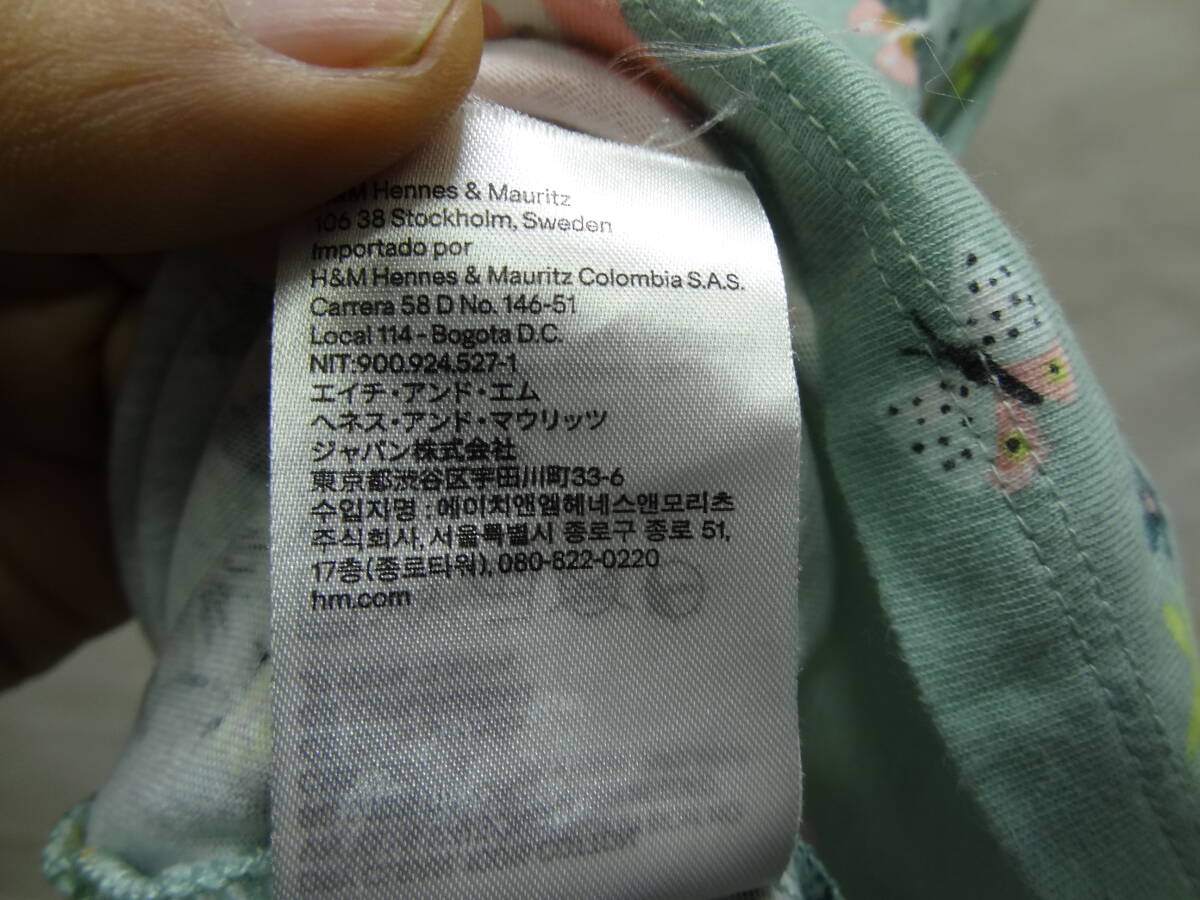 H&M Hennes & Mauritz
106 38 Stockholm, Sweden
Importado por
H&M Hennes & Mauritz Colombia S.A.S.
Carrera 58 D No. 146-51
Local 114 - Bogota D.C.
NIT:900.924.527-1
エイチ・アンド・エム
ヘネス・アンド・マウリッツ
ジャパン株式会社
東京都渋谷区宇田川町33-6
수입자명 : 에이치앤엠헤네스앤모리츠
주식회사, 서울특별시 종로구 종로 51,
17층(종로타워), 080-822-0220
hm.com